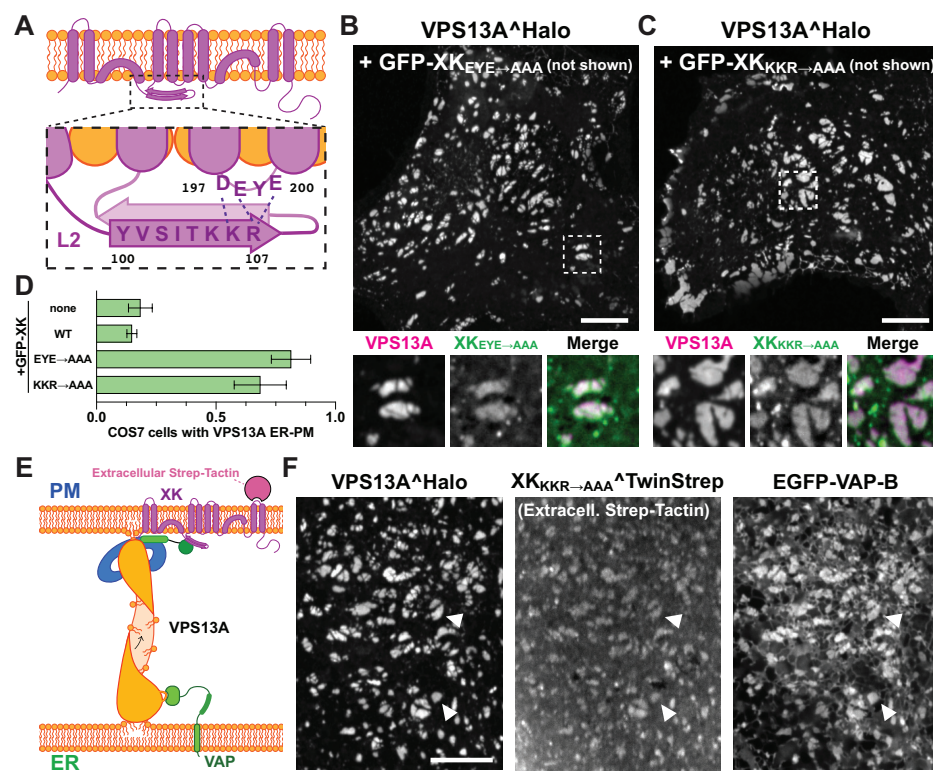 A
197 DEYE 200
L2
YVSITKKR
100 107
B
VPS13A^Halo
+ GFP-XKEYE→AAA (not shown)
VPS13A XKEYE→AAA Merge
C
VPS13A^Halo
+ GFP-XKKKR→AAA (not shown)
VPS13A XKKKR→AAA Merge
D
+GFP-XK
none
WT
EYE→AAA
KKR→AAA
0.0 0.5 1.0
COS7 cells with VPS13A ER-PM
E
Extracellular Strep-Tactin
PM
XK
VPS13A
ER
VAP
F
VPS13A^Halo
XKKKR→AAA^TwinStrep
(Extracell. Strep-Tactin)
EGFP-VAP-B